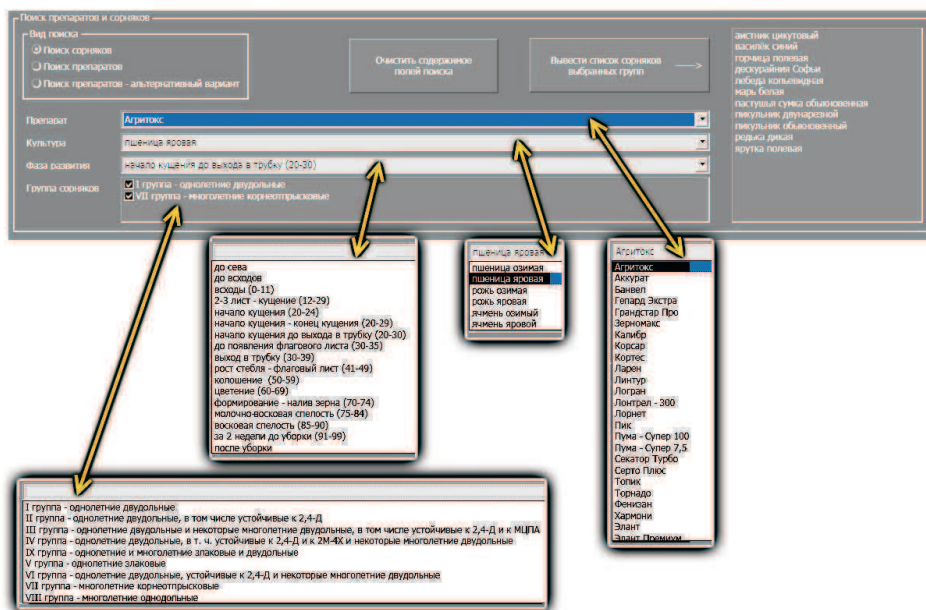 Поиск препаратов и сорняков
Вид поиска
Поиск сорняков
Поиск препаратов
Поиск препаратов - альтернативный вариант
Очистить содержимое
полей поиска
Вывести список сорняков
выбранных групп
аистник цикутовый
василёк синий
горчица полевая
дескурайния Софьи
лебеда копьевидная
марь белая
пастушья сумка обыкновенная
пикульник двунарезной
пикульник обыкновенный
редька дикая
ярутка полевая
Препарат
Агритокс
Культура
пшеница яровая
Фаза развития
начало кущения до выхода в трубку (20-30)
Группа сорняков
I группа - однолетние двудольные
VII группа - многолетние корнеотпрысковые
до сева
до всходов
всходы (0-11)
2-3 лист - кущение (12-29)
начало кущения (20-24)
начало кущения - конец кущения (20-29)
начало кущения до выхода в трубку (20-30)
до появления флагового листа (30-35)
выход в трубку (30-39)
рост стебля - флаговый лист (41-49)
колошение (50-59)
цветение (60-69)
формирование - налив зерна (70-74)
молочно-восковая спелость (75-84)
восковая спелость (85-90)
за 2 недели до уборки (91-99)
после уборки
пшеница яровая
пшеница озимая
пшеница яровая
рожь озимая
рожь яровая
ячмень озимый
ячмень яровой
Агритокс
Агритокс
Аккурат
Банвел
Гепард Экстра
Грандстар Про
Зерномакс
Калибр
Корсар
Кортес
Ларен
Линтур
Логран
Лонтрел - 300
Лорнет
Пик
Пума - Супер 100
Пума - Супер 7,5
Секатор Турбо
Серто Плюс
Топик
Торнадо
Фенизан
Хармони
Элант
Элант Премиум
I группа - однолетние двудольные
II группа - однолетние двудольные, в том числе устойчивые к 2,4-Д
III группа - однолетние двудольные и некоторые многолетние двудольные, в том числе устойчивые к 2,4-Д и к МЦПА
IV группа - однолетние двудольные, в т. ч. устойчивые к 2,4-Д и к 2М-4Х и некоторые многолетние двудольные
IX группа - однолетние и многолетние злаковые и двудольные
V группа - однолетние злаковые
VI группа - однолетние двудольные, устойчивые к 2,4-Д и некоторые многолетние двудольные
VII группа - многолетние корнеотпрысковые
VIII группа - многолетние однодольные